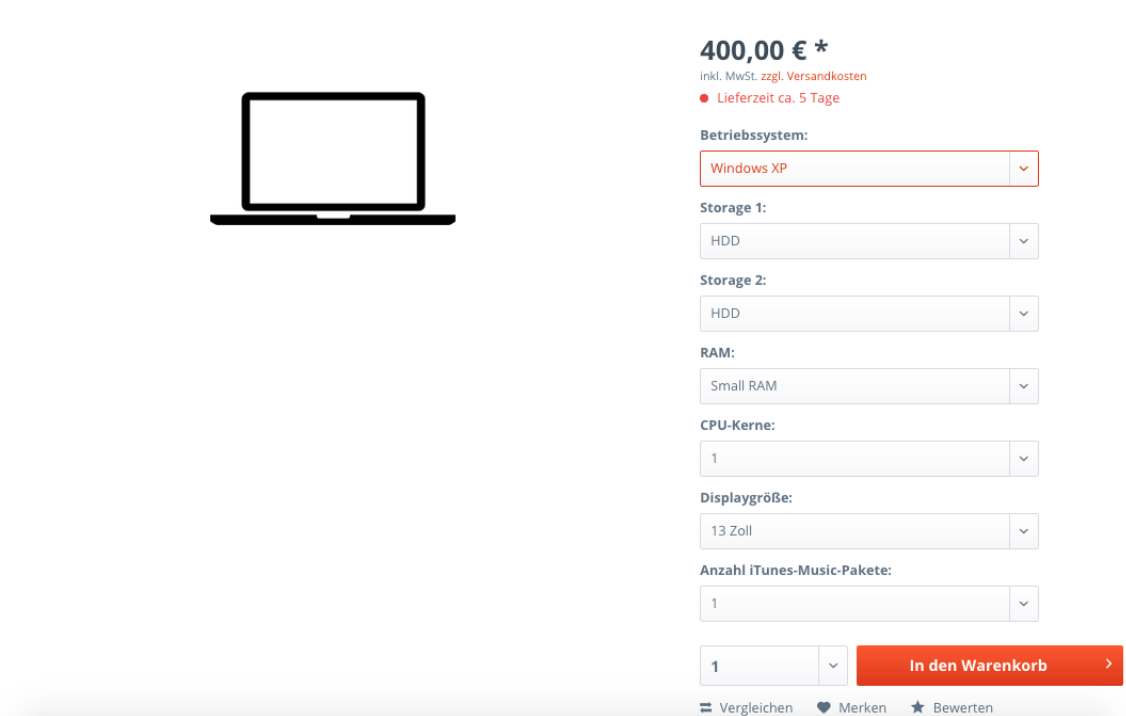 400,00 € *
inkl. MwSt. zzgl. Versandkosten
Lieferzeit ca. 5 Tage
Betriebssystem:
Windows XP
Storage 1:
HDD
Storage 2:
HDD
RAM:
Small RAM
CPU-Kerne:
1
Displaygröße:
13 Zoll
Anzahl iTunes-Music-Pakete:
1
1 In den Warenkorb
Vergleichen Merken Bewerten